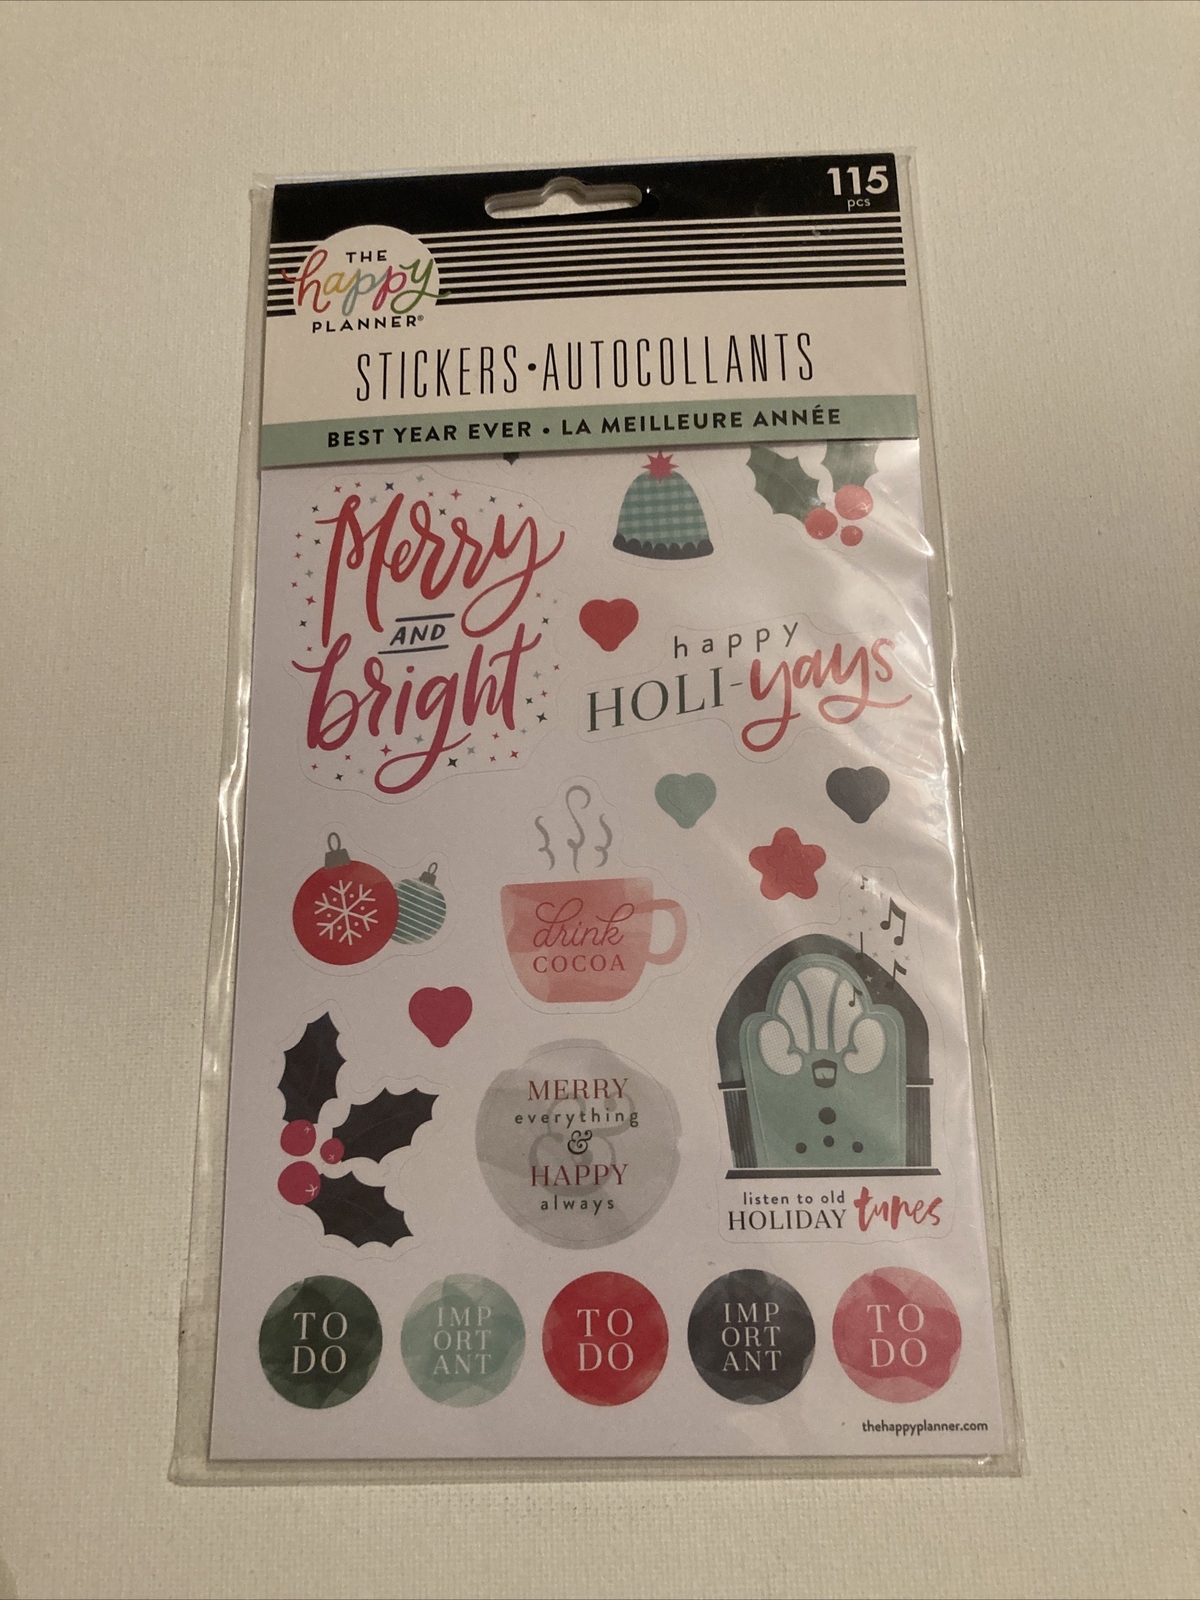 115
pcs
THE
happy
PLANNER®
STICKERS•AUTOCOLLANTS
BEST YEAR EVER • LA MEILLEURE ANNÉE
Merry
AND
bright
happy
HOLI-yays
drink
COCOA
MERRY
everything
&
HAPPY
always
listen to old
HOLIDAY tunes
TO
DO
IMP
ORT
ANT
TO
DO
IMP
ORT
ANT
TO
DO
thehappyplanner.com